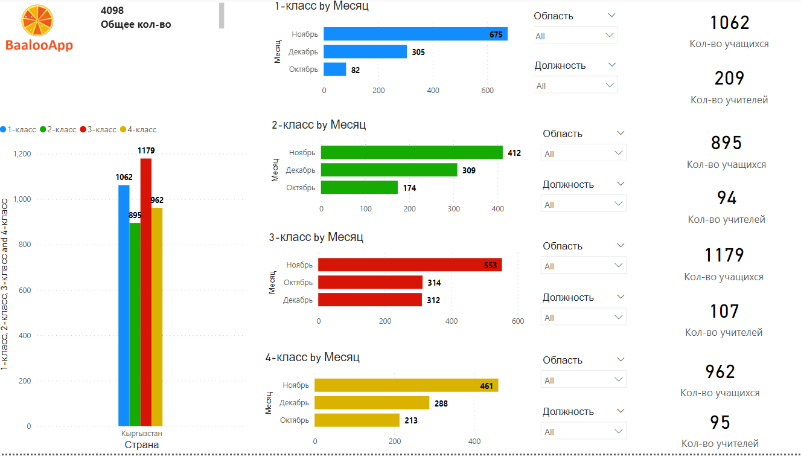 BaalooApp
4098
Общее кол-во
1-класс 2-класс 3-класс 4-класс
1-класс, 2-класс, 3-класс and 4-класс
1,200
1,000
800
600
400
200
0
1062
895
1179
962
Кыргызстан
Страна
1-класс by Месяц
Месяц
Ноябрь 675
Декабрь 305
Октябрь 82
0 200 400 600
Область
All
Должность
All
1062
Кол-во учащихся
209
Кол-во учителей
2-класс by Месяц
Месяц
Ноябрь 412
Декабрь 309
Октябрь 174
0 100 200 300 400
Область
All
Должность
All
895
Кол-во учащихся
94
Кол-во учителей
3-класс by Месяц
Месяц
Ноябрь 553
Октябрь 314
Декабрь 312
0 200 400 600
Область
All
Должность
All
1179
Кол-во учащихся
107
Кол-во учителей
4-класс by Месяц
Месяц
Ноябрь 461
Декабрь 288
Октябрь 213
0 200 400
Область
All
Должность
All
962
Кол-во учащихся
95
Кол-во учителей